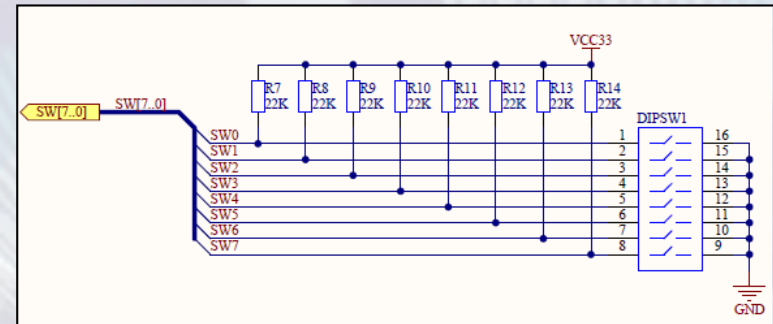 VCC33
R7 R8 R9 R10 R11 R12 R13 R14
22K 22K 22K 22K 22K 22K 22K 22K
SW[7..0] SW[7..0]
DIPSW1
SW0 1 16
SW1 2 15
SW2 3 14
SW3 4 13
SW4 5 12
SW5 6 11
SW6 7 10
SW7 8 9
GND